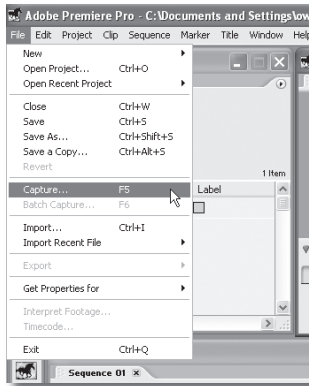 Adobe Premiere Pro - C:\Documents and Settings\ow
File Edit Project Clip Sequence Marker Title Window Help
New
Open Project... Ctrl+O
Open Recent Project
Close Ctrl+W
Save Ctrl+S
Save As... Ctrl+Shift+S
Save a Copy... Ctrl+Alt+S
Revert
1 Item
Capture... F5
Label
Batch Capture... F6
Import... Ctrl+I
Import Recent File
Export
Get Properties for
Interpret Footage...
Timecode...
Exit Ctrl+Q
Sequence 01